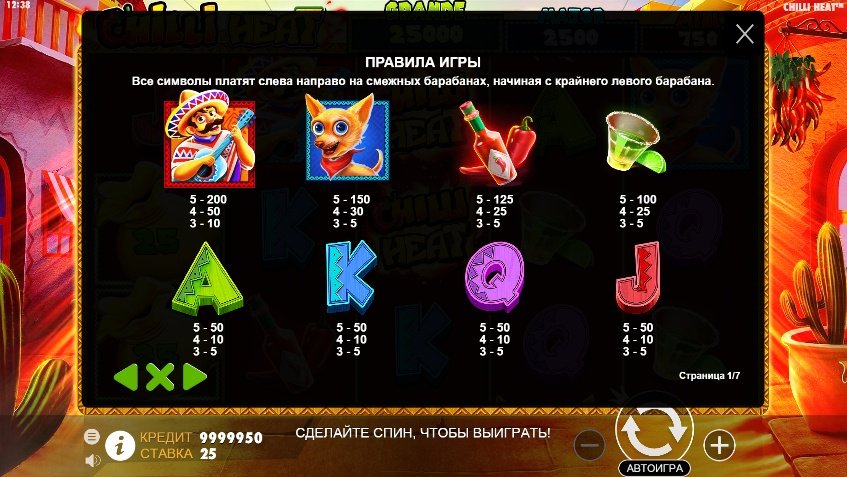 12:38
CHILLI HEAT™
GRANDE
25000
MAJOR
2500
750
CHILLI HEAT
ПРАВИЛА ИГРЫ
Все символы платят слева направо на смежных барабанах, начиная с крайнего левого барабана.
5 - 200
4 - 50
3 - 10
5 - 150
4 - 30
3 - 5
5 - 125
4 - 25
3 - 5
5 - 100
4 - 25
3 - 5
A
K
Q
J
5 - 50
4 - 10
3 - 5
5 - 50
4 - 10
3 - 5
5 - 50
4 - 10
3 - 5
5 - 50
4 - 10
3 - 5
Страница 1/7
КРЕДИТ 9999950
СТАВКА 25
СДЕЛАЙТЕ СПИН, ЧТОБЫ ВЫИГРАТЬ!
АВТОИГРА